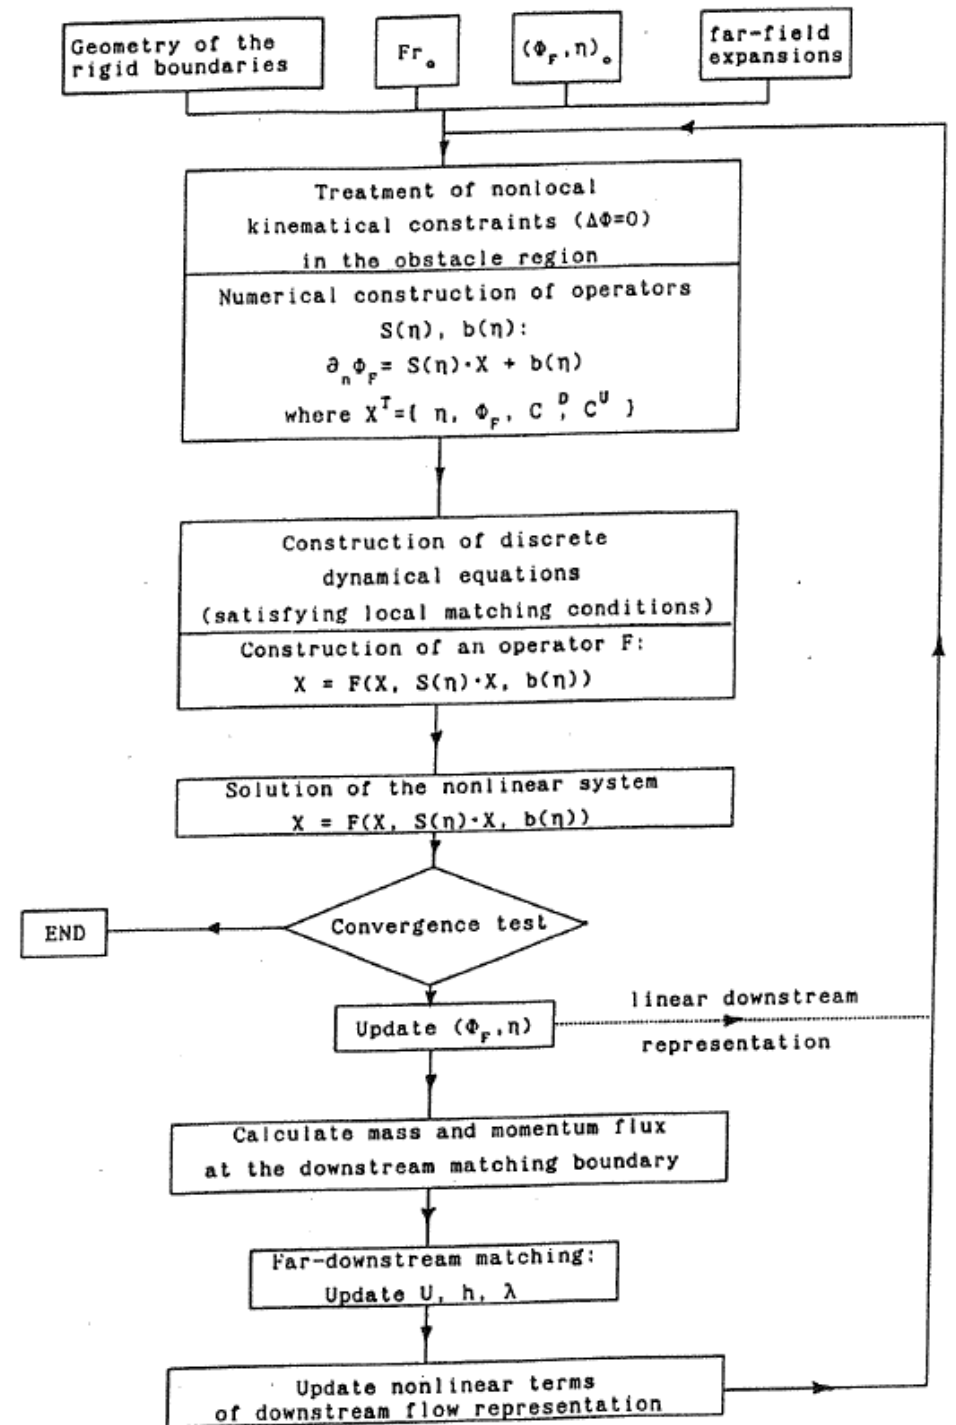 Geometry of the
rigid boundaries
Fr₀
(Φ_F,η)₀
far-field
expansions
Treatment of nonlocal
kinematical constraints (ΔΦ=0)
in the obstacle region
Numerical construction of operators
S(η), b(η):
∂_nΦ_F= S(η)·X + b(η)
where X^T={ η, Φ_F, C^D, C^U }
Construction of discrete
dynamical equations
(satisfying local matching conditions)
Construction of an operator F:
X = F(X, S(η)·X, b(η))
Solution of the nonlinear system
X = F(X, S(η)·X, b(η))
Convergence test
END
Update (Φ_F,η)
linear downstream
representation
Calculate mass and momentum flux
at the downstream matching boundary
Far-downstream matching:
Update U, h, λ
Update nonlinear terms
of downstream flow representation